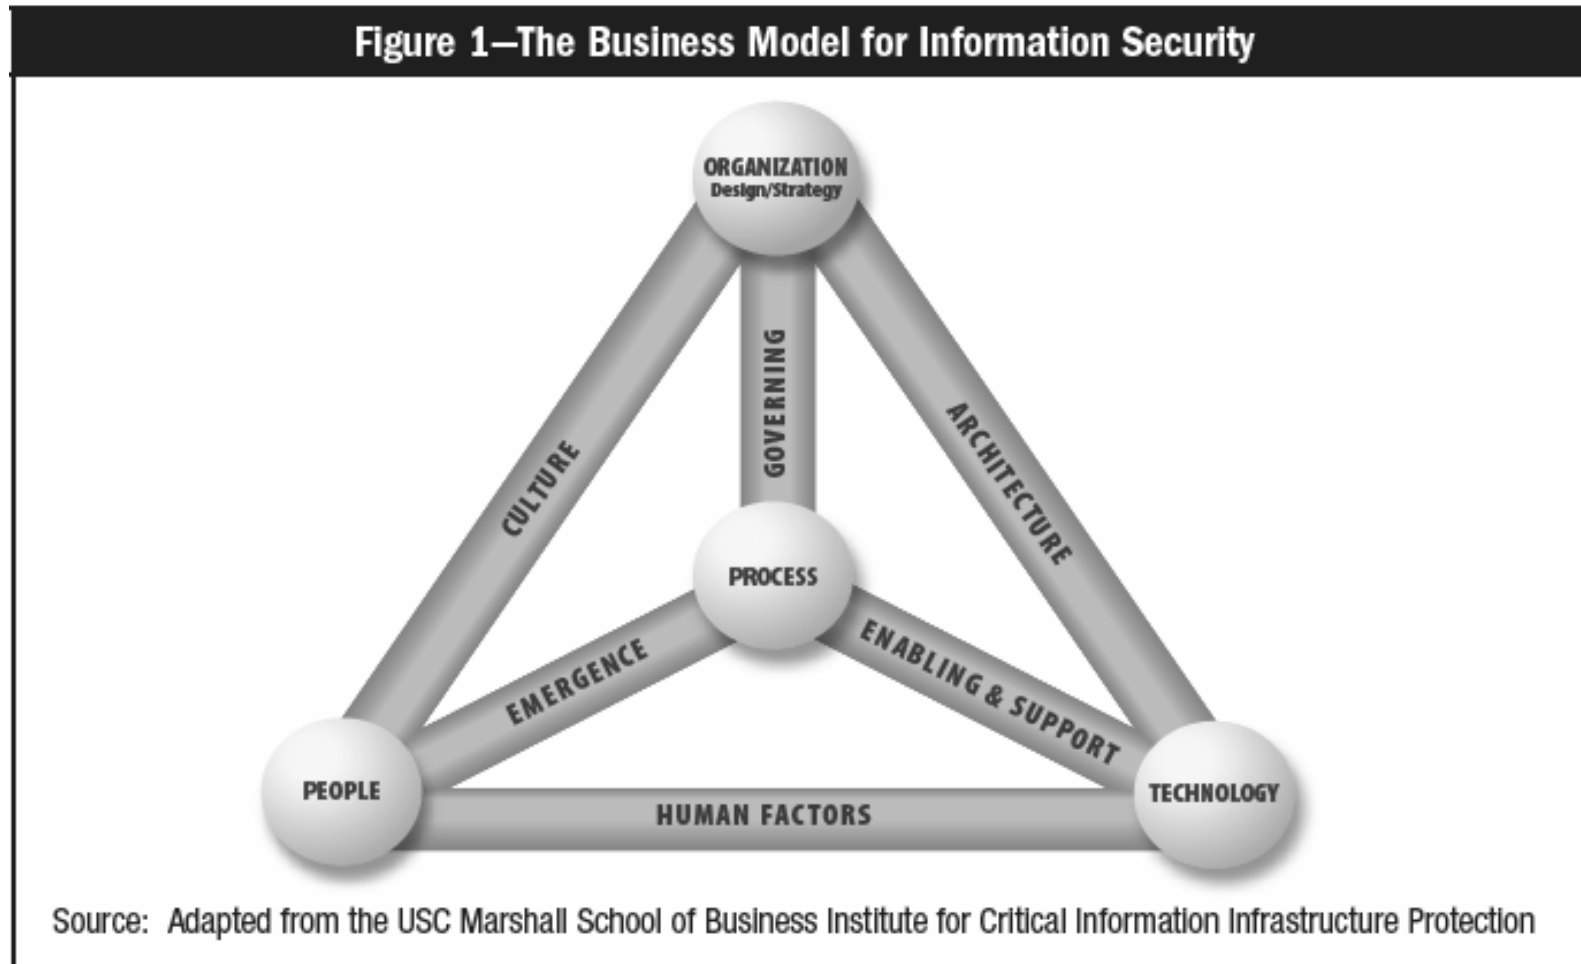 Figure 1—The Business Model for Information Security
ORGANIZATION
Design/Strategy
GOVERNING
CULTURE
ARCHITECTURE
PROCESS
EMERGENCE
ENABLING & SUPPORT
PEOPLE
HUMAN FACTORS
TECHNOLOGY
Source: Adapted from the USC Marshall School of Business Institute for Critical Information Infrastructure Protection